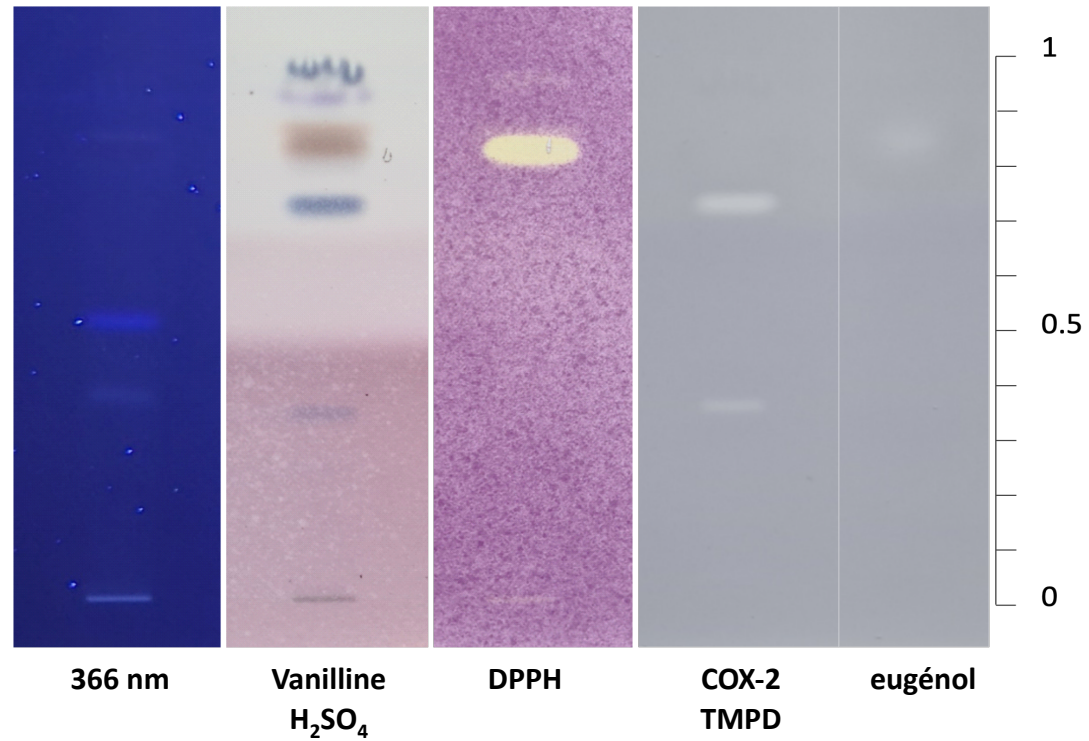 1
0.5
0
366 nm
Vanilline
H₂SO₄
DPPH
COX-2
TMPD
eugénol